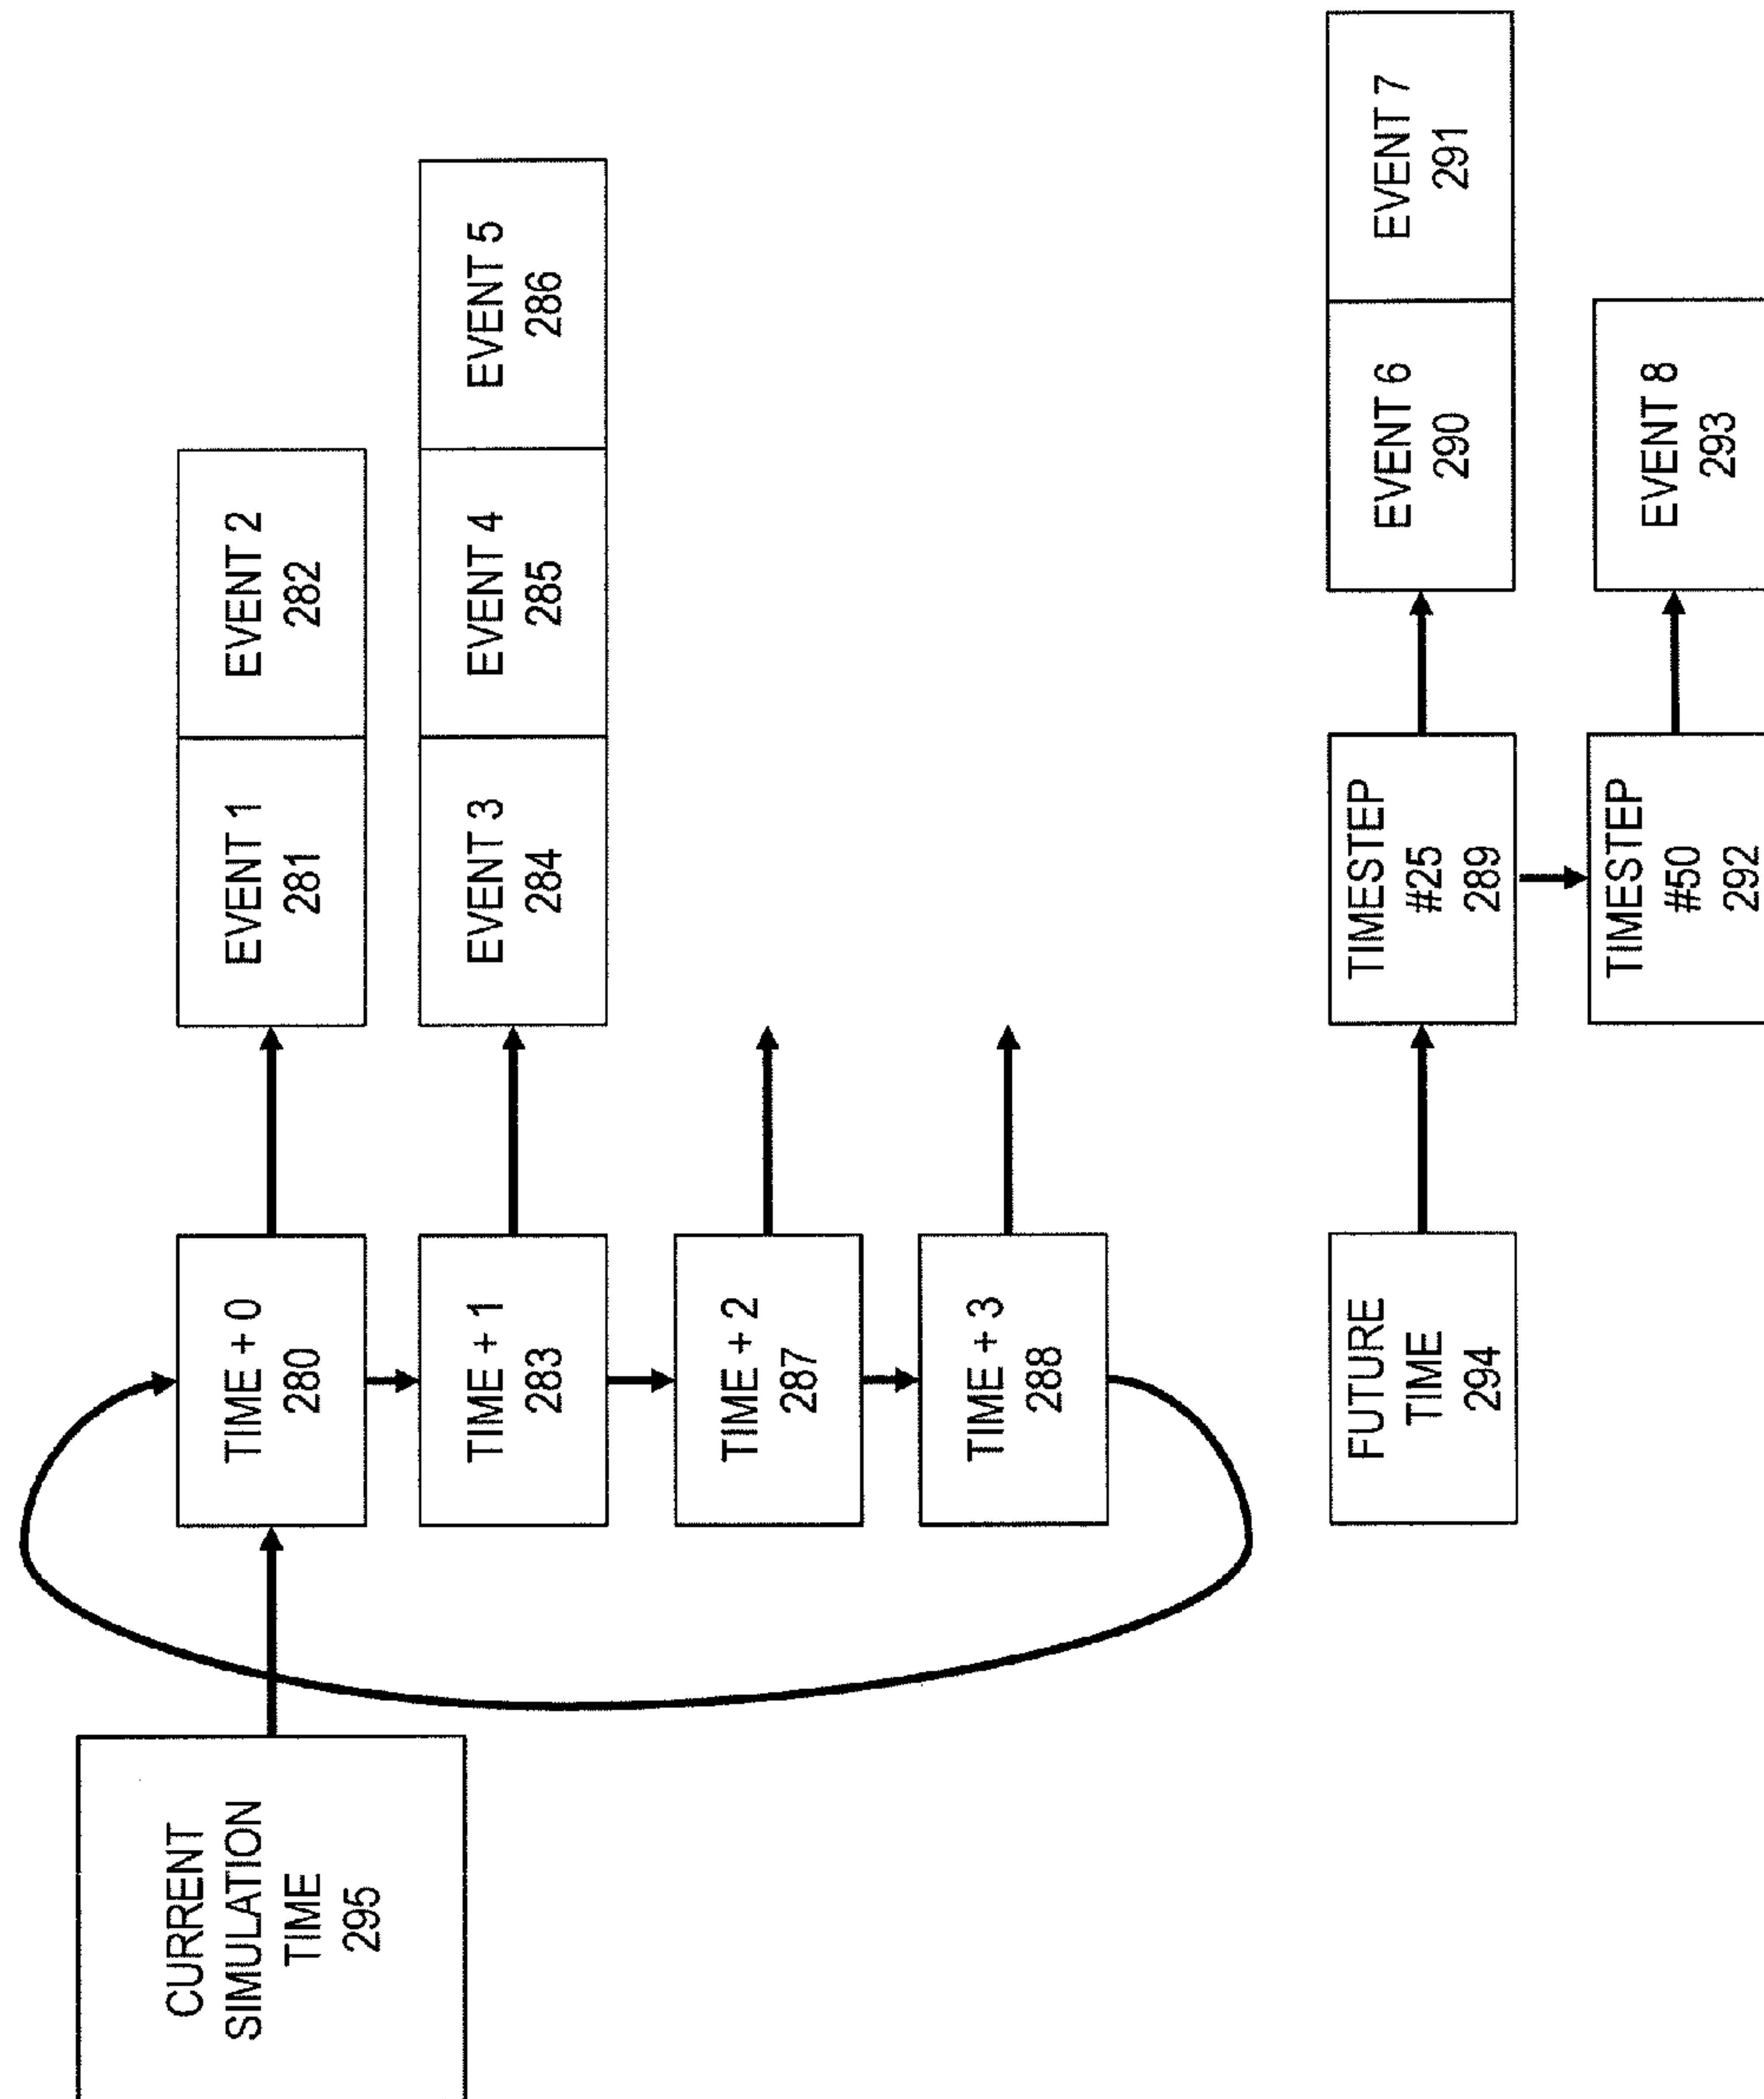 CURRENT
SIMULATION
TIME
295
TIME + 0
280
EVENT 1
281
EVENT 2
282
TIME + 1
283
EVENT 3
284
EVENT 4
285
EVENT 5
286
TIME + 2
287
TIME + 3
288
FUTURE
TIME
294
TIMESTEP
#25
289
EVENT 6
290
EVENT 7
291
TIMESTEP
#50
292
EVENT 8
293